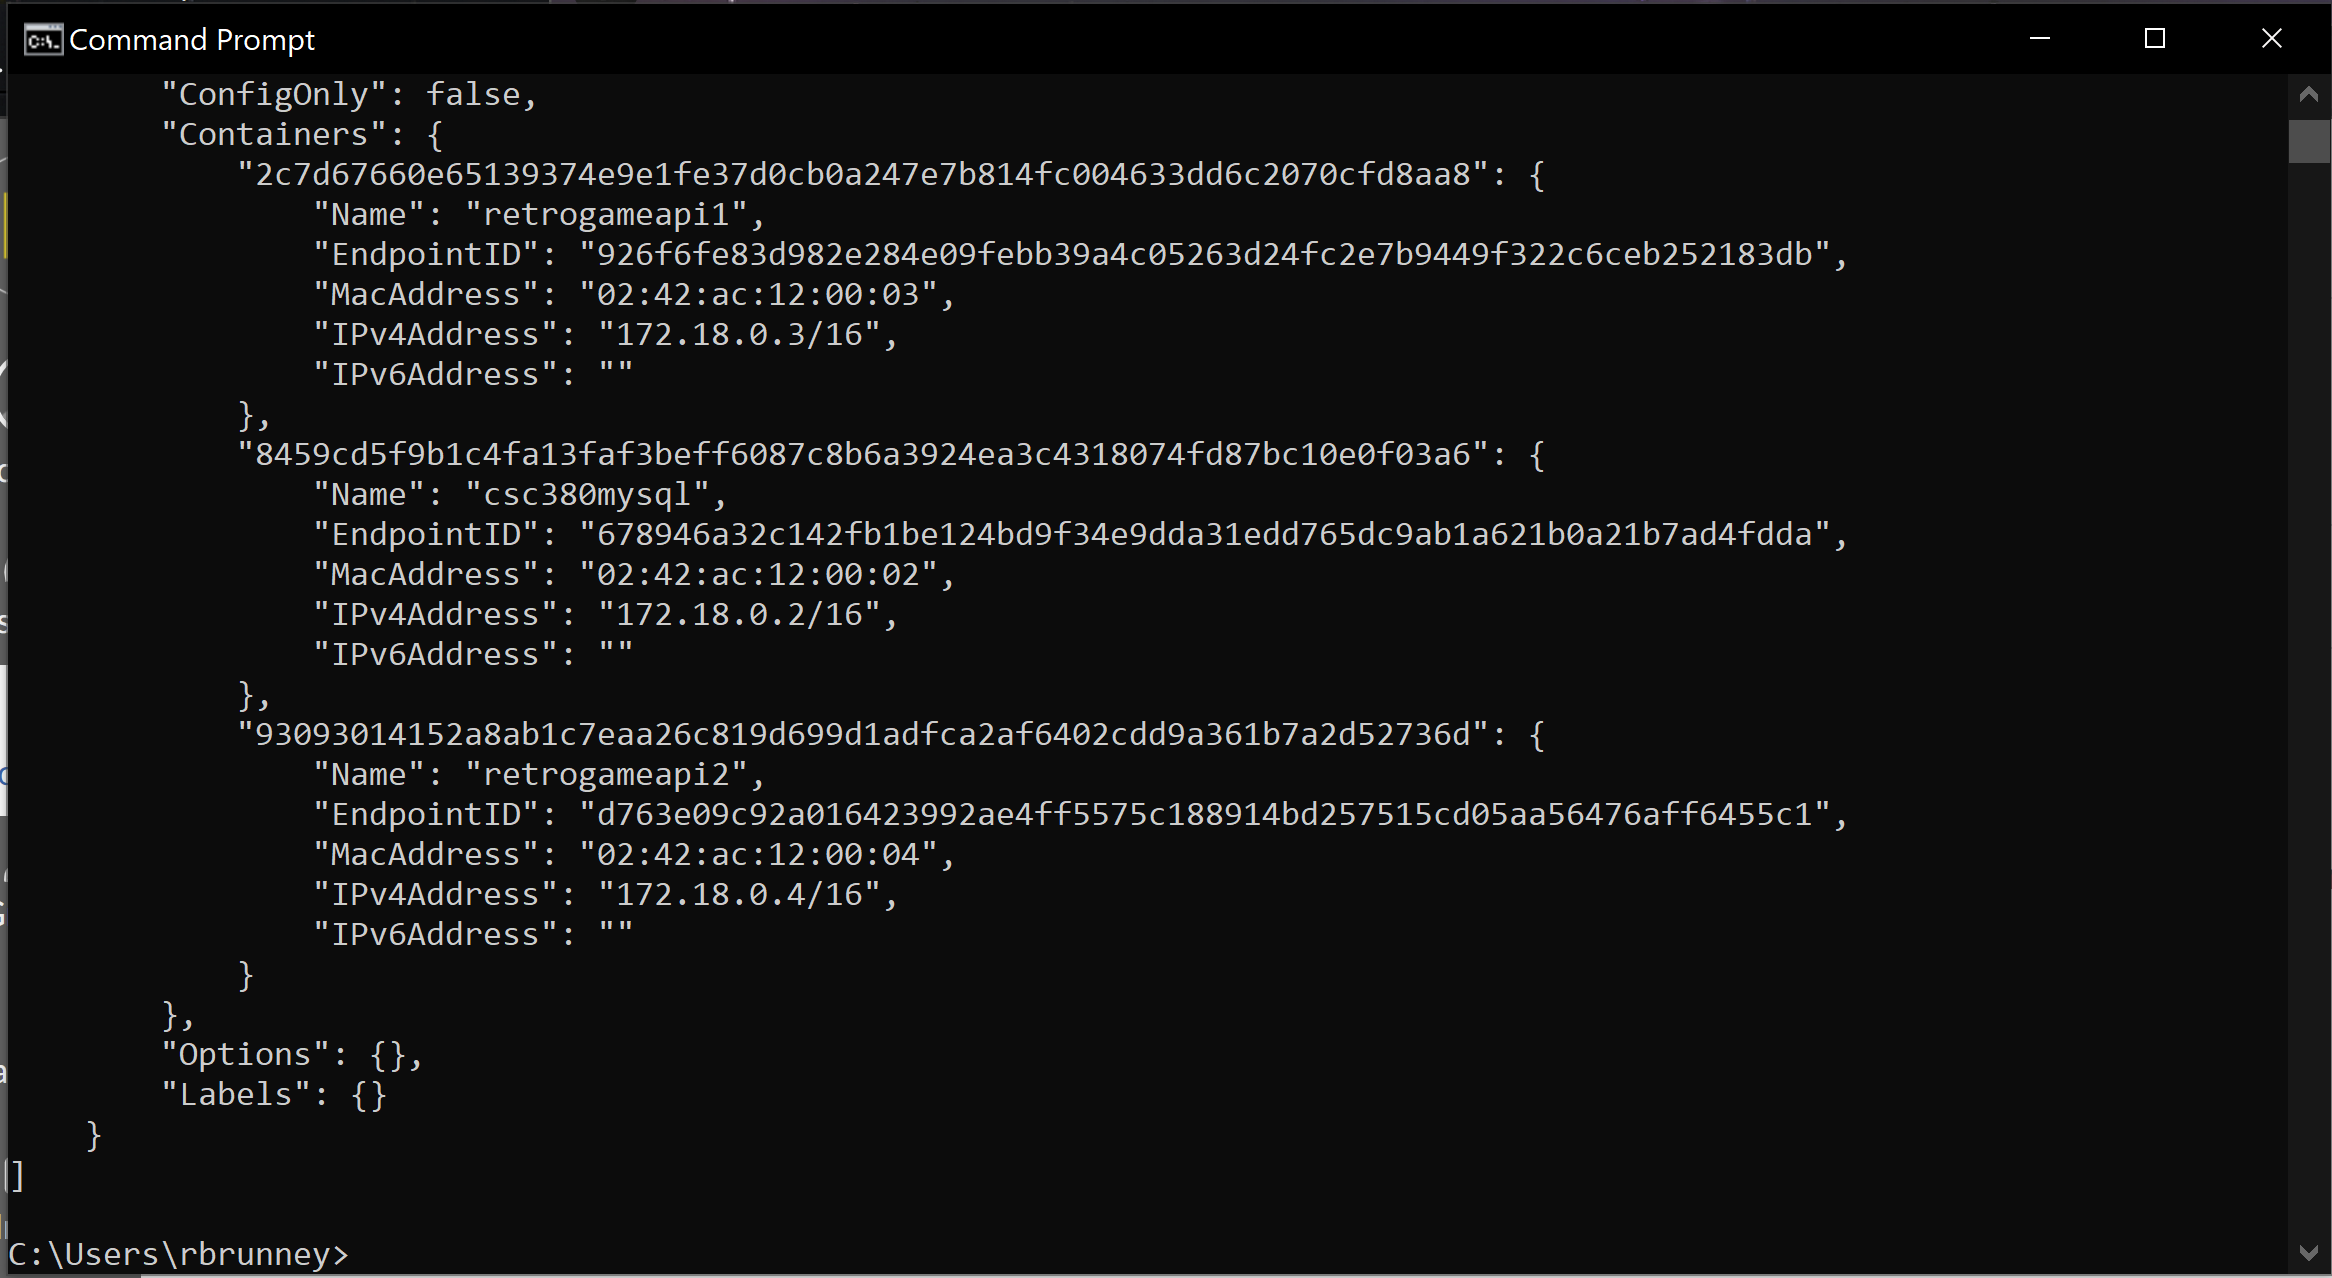 Command Prompt
"ConfigOnly": false,
"Containers": {
"2c7d67660e65139374e9e1fe37d0cb0a247e7b814fc004633dd6c2070cfd8aa8": {
"Name": "retrogameapi1",
"EndpointID": "926f6fe83d982e284e09febb39a4c05263d24fc2e7b9449f322c6ceb252183db",
"MacAddress": "02:42:ac:12:00:03",
"IPv4Address": "172.18.0.3/16",
"IPv6Address": ""
},
"8459cd5f9b1c4fa13faf3beff6087c8b6a3924ea3c4318074fd87bc10e0f03a6": {
"Name": "csc380mysql",
"EndpointID": "678946a32c142fb1be124bd9f34e9dda31edd765dc9ab1a621b0a21b7ad4fdda",
"MacAddress": "02:42:ac:12:00:02",
"IPv4Address": "172.18.0.2/16",
"IPv6Address": ""
},
"93093014152a8ab1c7eaa26c819d699d1adfca2af6402cdd9a361b7a2d52736d": {
"Name": "retrogameapi2",
"EndpointID": "d763e09c92a016423992ae4ff5575c188914bd257515cd05aa56476aff6455c1",
"MacAddress": "02:42:ac:12:00:04",
"IPv4Address": "172.18.0.4/16",
"IPv6Address": ""
}
},
"Options": {},
"Labels": {}
}
]
C:\Users\rbrunney>